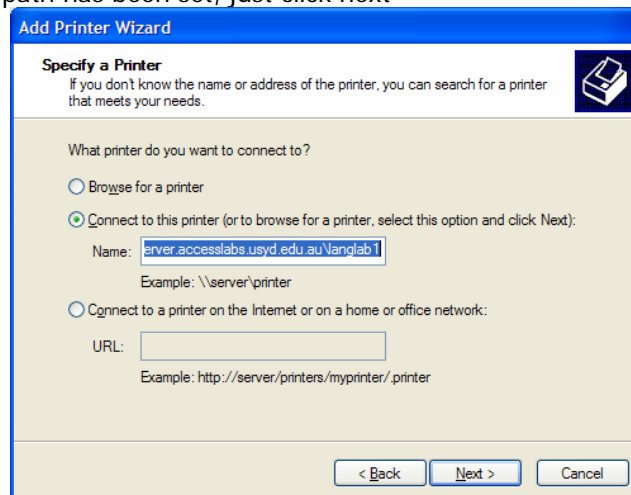 path has been set, just click next
Add Printer Wizard
Specify a Printer
If you don't know the name or address of the printer, you can search for a printer
that meets your needs.
What printer do you want to connect to?
Browse for a printer
Connect to this printer (or to browse for a printer, select this option and click Next):
Name: erver.accesslabs.usyd.edu.au\langlab1
Example: \\server\printer
Connect to a printer on the Internet or on a home or office network:
URL:
Example: http://server/printers/myprinter/.printer
< Back Next > Cancel